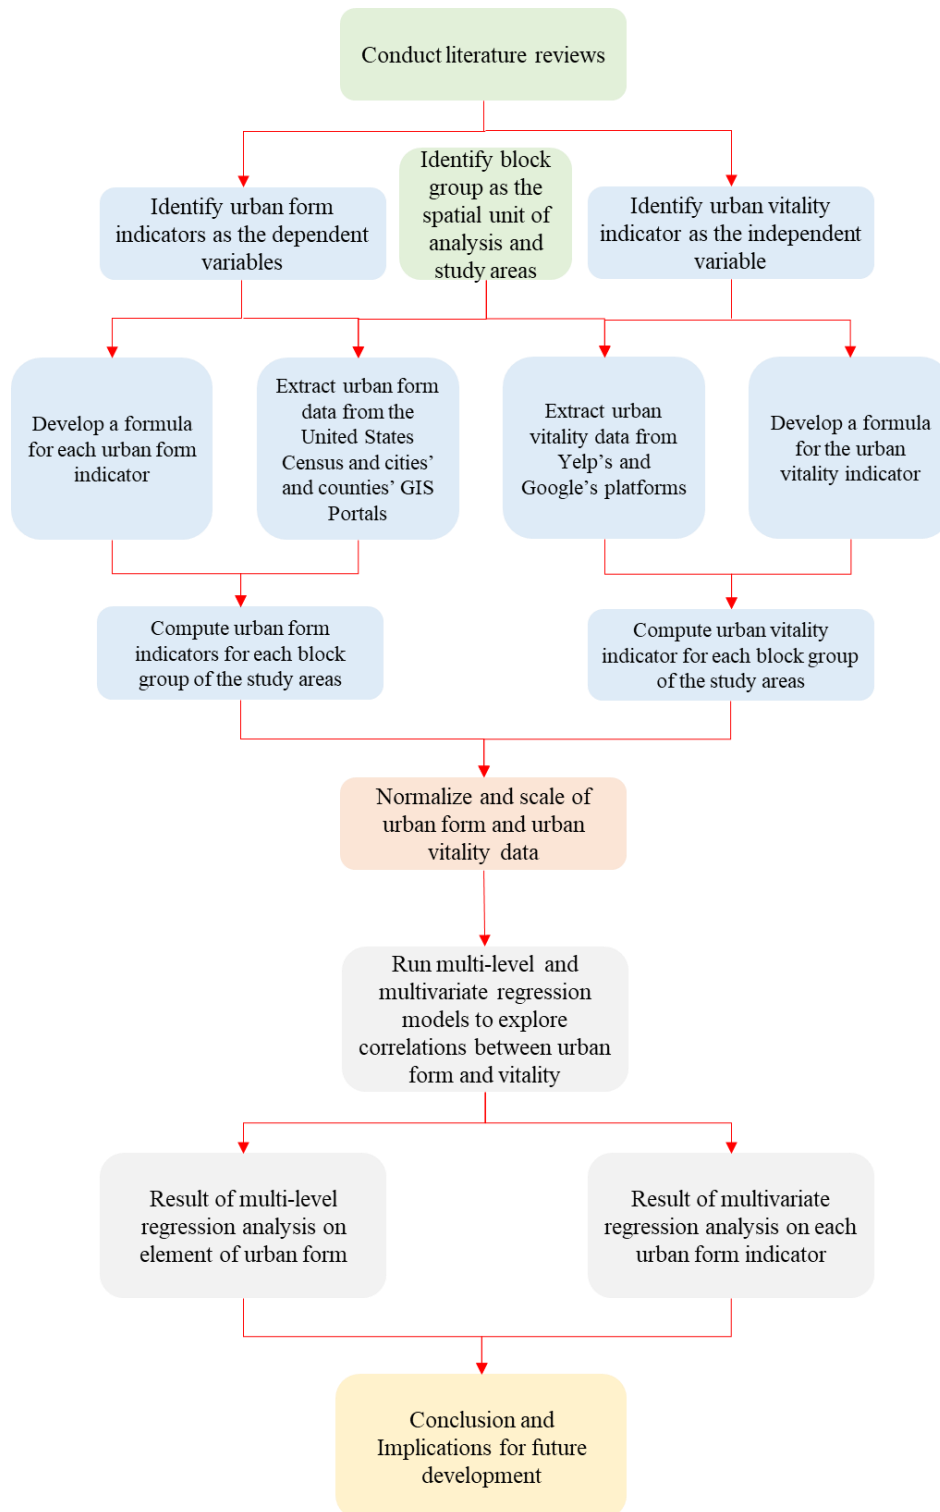 Conduct literature reviews
Identify urban form
indicators as the dependent
variables
Identify block
group as the
spatial unit of
analysis and
study areas
Identify urban vitality
indicator as the independent
variable
Develop a formula
for each urban form
indicator
Extract urban form
data from the
United States
Census and cities’
and counties’ GIS
Portals
Extract urban
vitality data from
Yelp’s and
Google’s platforms
Develop a formula
for the urban
vitality indicator
Compute urban form
indicators for each block
group of the study areas
Compute urban vitality
indicator for each block group
of the study areas
Normalize and scale of
urban form and urban
vitality data
Run multi-level and
multivariate regression
models to explore
correlations between urban
form and vitality
Result of multi-level
regression analysis on
element of urban form
Result of multivariate
regression analysis on each
urban form indicator
Conclusion and
Implications for future
development